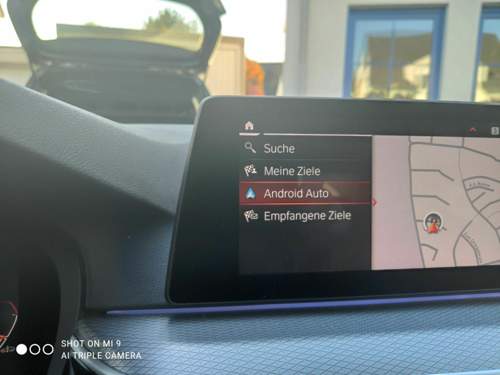 Suche
Meine Ziele
Android Auto
Empfangene Ziele
SHOT ON MI 9
AI TRIPLE CAMERA